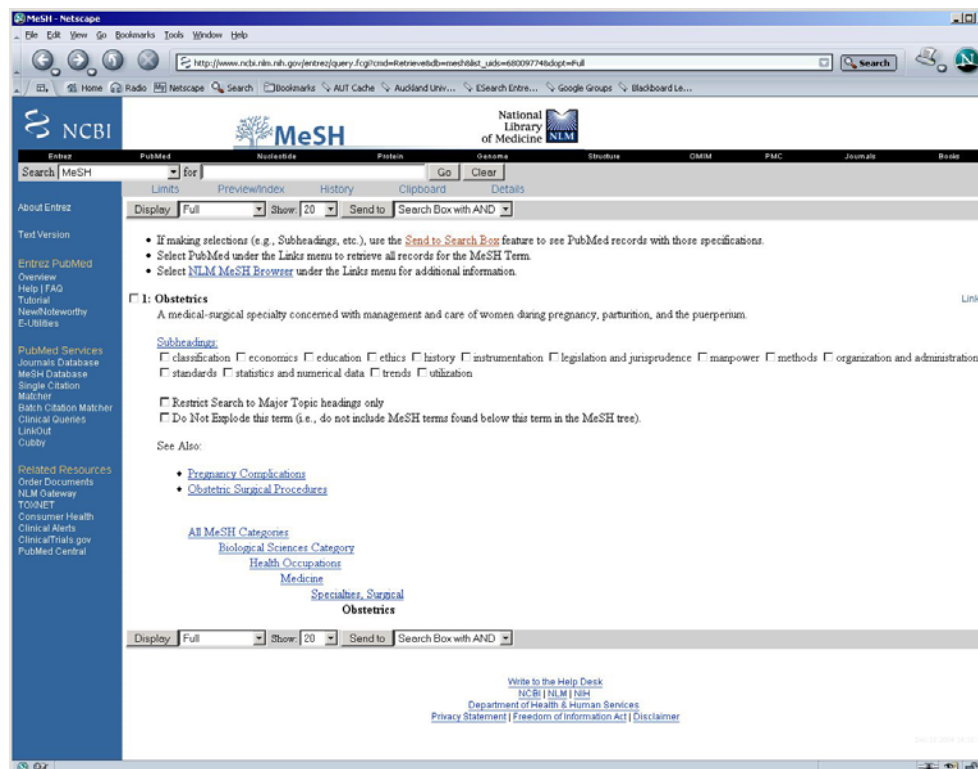 MeSH - Netscape
File Edit View Go Bookmarks Tools Window Help
http://www.ncbi.nlm.nih.gov/entrez/query.fcgi?cmd=Retrieve&db=mesh&list_uids=68009774&dopt=Full Search
Home Radio My Netscape Search Bookmarks AUT Cache Auckland Univ... ESearch Entre... Google Groups Blackboard Le...
NCBI MeSH National Library of Medicine NLM
Entrez PubMed Nucleotide Protein Genome Structure OMIM PMC Journals Books
Search MeSH for Go Clear
Limits Preview/Index History Clipboard Details
Display Full Show: 20 Send to Search Box with AND
About Entrez
Text Version
Entrez PubMed
Overview
Help | FAQ
Tutorial
New/Noteworthy
E-Utilities
PubMed Services
Journals Database
MeSH Database
Single Citation
Matcher
Batch Citation Matcher
Clinical Queries
LinkOut
Cubby
Related Resources
Order Documents
NLM Gateway
TOXNET
Consumer Health
Clinical Alerts
ClinicalTrials.gov
PubMed Central
• If making selections (e.g., Subheadings, etc.), use the Send to Search Box feature to see PubMed records with those specifications.
• Select PubMed under the Links menu to retrieve all records for the MeSH Term.
• Select NLM MeSH Browser under the Links menu for additional information.
1: Obstetrics Link
A medical-surgical specialty concerned with management and care of women during pregnancy, parturition, and the puerperium.
Subheadings:
classification economics education ethics history instrumentation legislation and jurisprudence manpower methods organization and administration
standards statistics and numerical data trends utilization
Restrict Search to Major Topic headings only
Do Not Explode this term (i.e., do not include MeSH terms found below this term in the MeSH tree).
See Also:
• Pregnancy Complications
• Obstetric Surgical Procedures
All MeSH Categories
Biological Sciences Category
Health Occupations
Medicine
Specialties, Surgical
Obstetrics
Display Full Show: 20 Send to Search Box with AND
Write to the Help Desk
NCBI | NLM | NIH
Department of Health & Human Services
Privacy Statement | Freedom of Information Act | Disclaimer